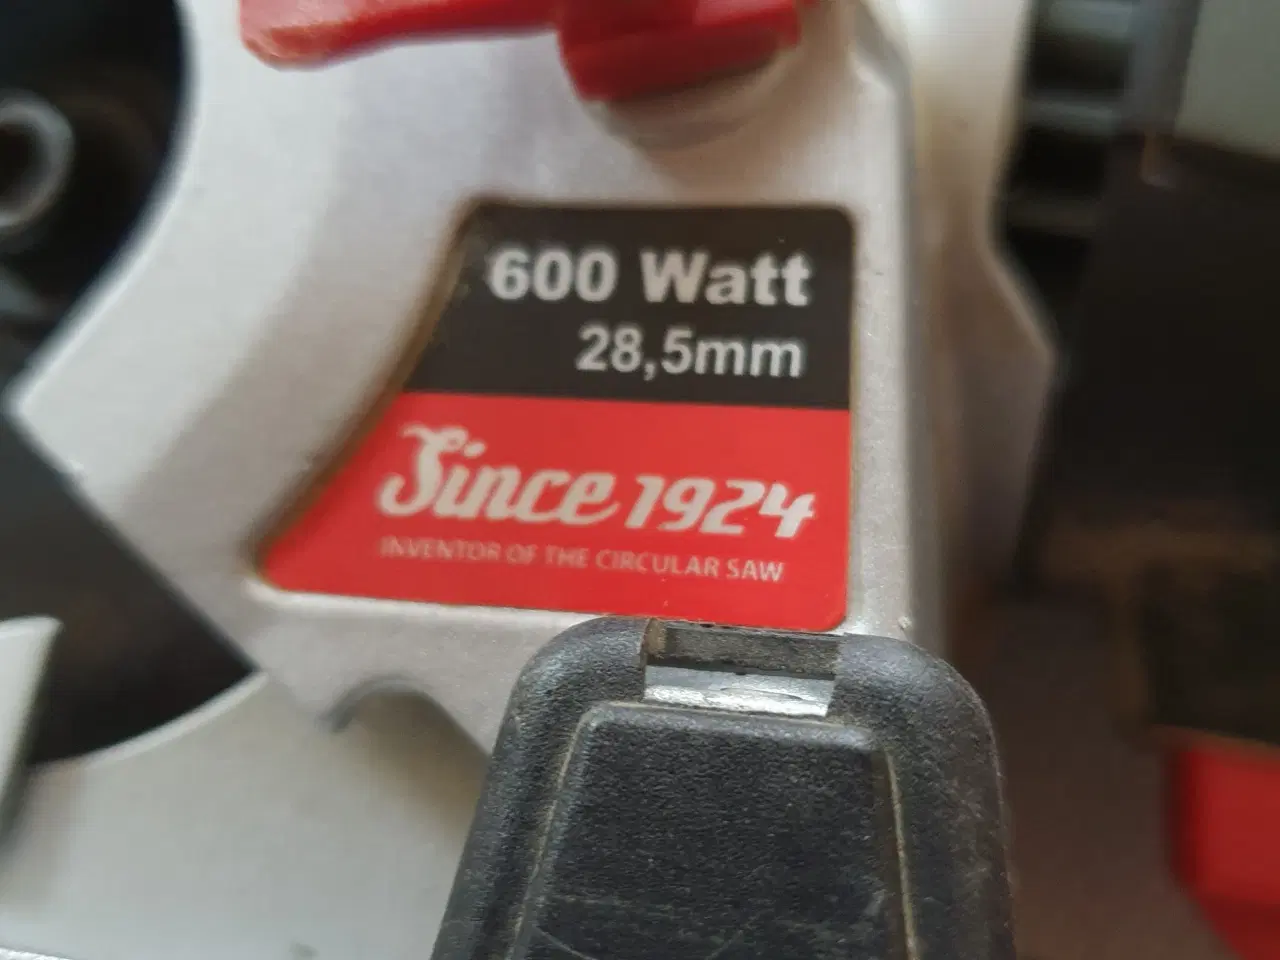 600 Watt
28,5mm
Since 1924
INVENTOR OF THE CIRCULAR SAW